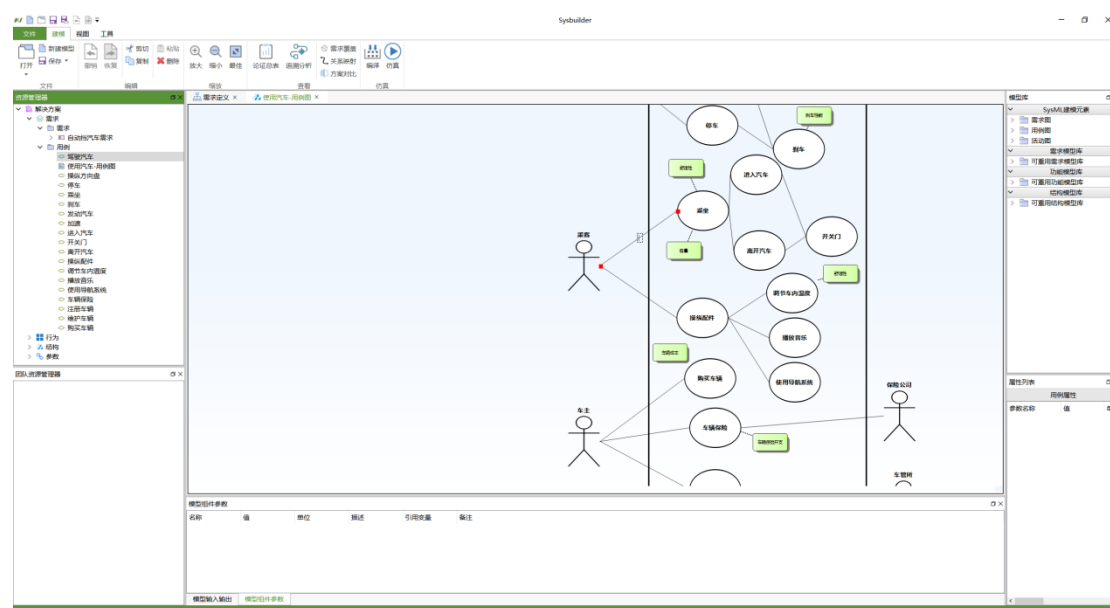 Sysbuilder
文件 建模 视图 工具
打开 新建模型 保存 撤销 恢复 剪切 复制 粘贴 删除 放大 缩小 最佳 论证总表 追溯分析 需求覆盖 关系映射 方案对比 编译 仿真
文件 编辑 缩放 查看 仿真
资源管理器
解决方案
需求
需求
自动挡汽车需求
用例
驾驶汽车
使用汽车-用例图
操纵方向盘
停车
乘坐
刹车
发动汽车
加速
进入汽车
开关门
离开汽车
操纵配件
调节车内温度
播放音乐
使用导航系统
车辆保险
注册车辆
维护车辆
购买车辆
行为
结构
参数
团队资源管理器
需求定义 × 使用汽车-用例图 ×
停车
刹车
舒适性
进入汽车
乘坐
乘客
开关门
离开汽车
舒适性
调节车内温度
操纵配件
播放音乐
购买车辆
使用导航系统
保险公司
车主
车辆保险
车管所
模型组件参数
名称 值 单位 描述 引用变量 备注
模型输入输出 模型组件参数
模型库
SysML建模元素
需求图
用例图
活动图
需求模型库
可重用需求模型库
功能模型库
可重用功能模型库
结构模型库
可重用结构模型库
属性列表
用例属性
参数名称 值